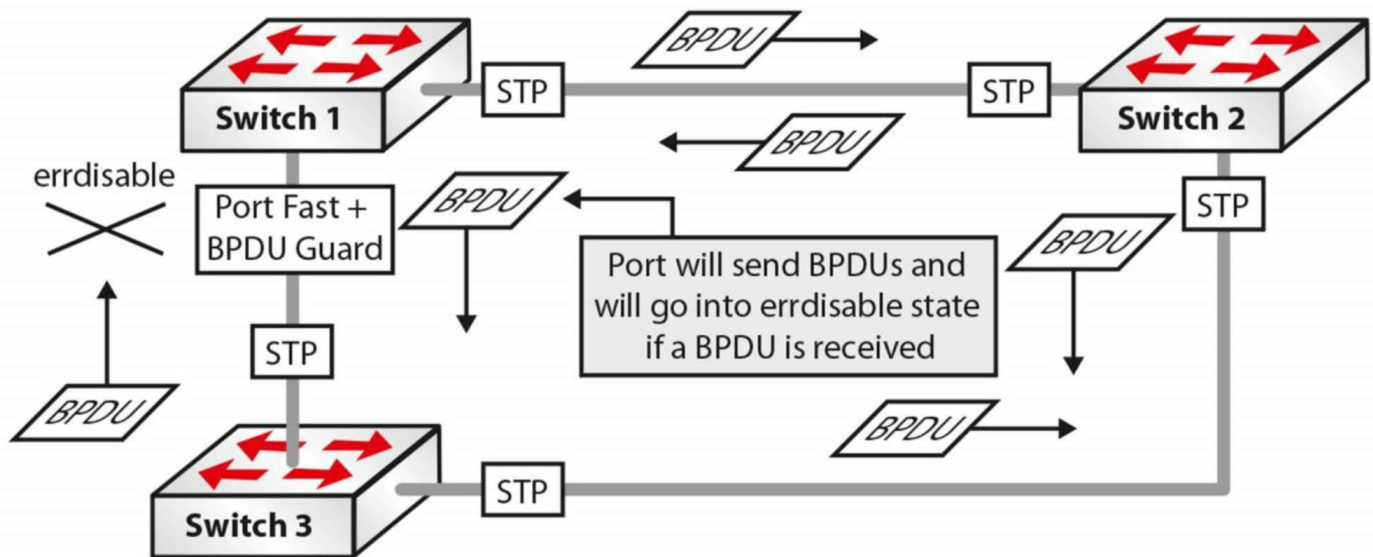 BPDU
STP
STP
Switch 1
Switch 2
BPDU
errdisable
Port Fast +
BPDU Guard
BPDU
STP
BPDU
Port will send BPDUs and
will go into errdisable state
if a BPDU is received
STP
BPDU
BPDU
STP
Switch 3